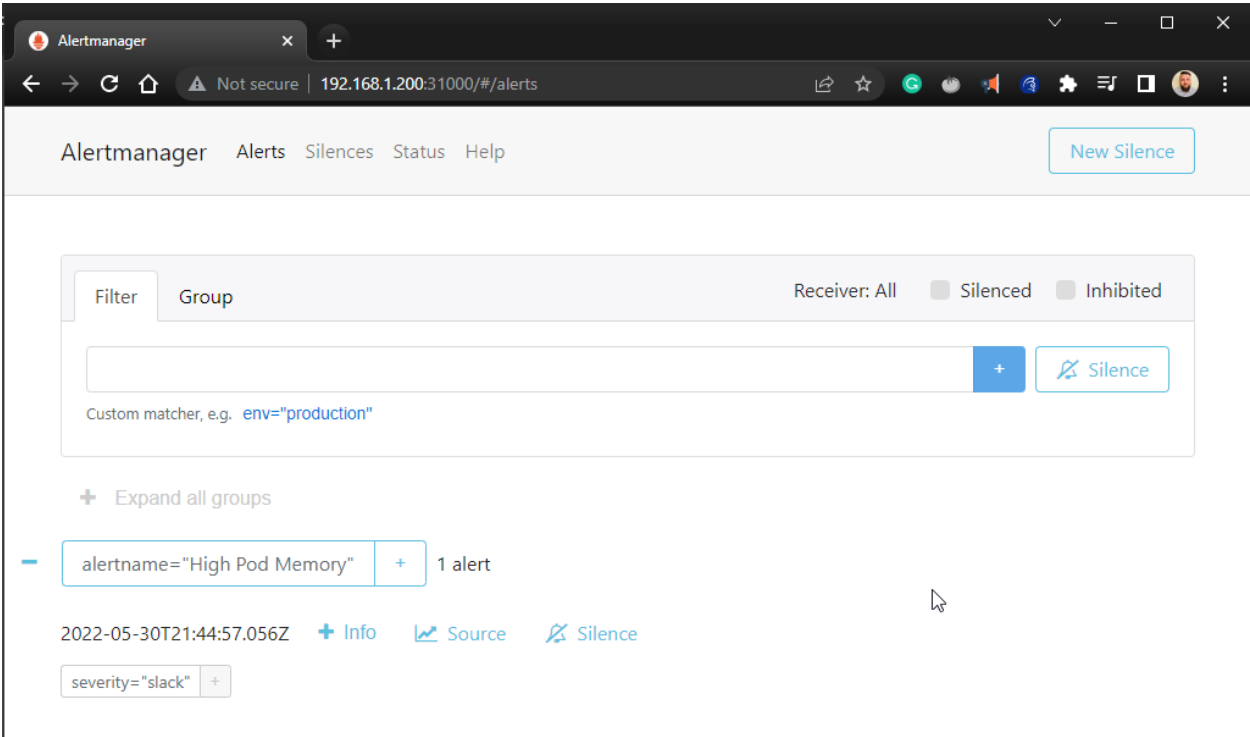 Alertmanager
Not secure | 192.168.1.200:31000/#/alerts
Alertmanager Alerts Silences Status Help New Silence
Filter Group Receiver: All Silenced Inhibited
+ Silence
Custom matcher, e.g. env="production"
+ Expand all groups
alertname="High Pod Memory" + 1 alert
2022-05-30T21:44:57.056Z + Info Source Silence
severity="slack" +